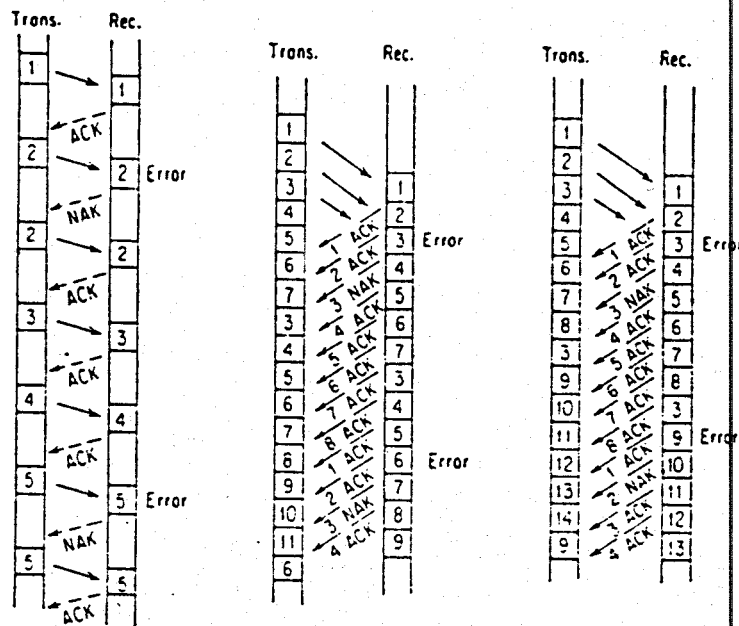 Trans. Rec.
1
1
ACK
2
2 Error
NAK
2
2
ACK
3
3
ACK
4
4
ACK
5
5 Error
NAK
5
5
ACK
Trans. Rec.
1
2
3
4
5
6
7
3
4
5
6
7
8
9
10
11
6
1 ACK
2 ACK
3 NAK
4 ACK
5 ACK
6 ACK
7 ACK
8 ACK
1 ACK
2 ACK
3 NAK
4 ACK
1
2
3 Error
4
5
6
7
3
4
5
6 Error
7
8
9
Trans. Rec.
1
2
3
4
5
6
7
8
3
9
10
11
12
13
14
9
1 ACK
2 ACK
3 NAK
4 ACK
5 ACK
6 ACK
7 ACK
8 ACK
1 ACK
2 NAK
3 ACK
4 ACK
1
2
3 Error
4
5
6
7
8
3
9 Error
10
11
12
13